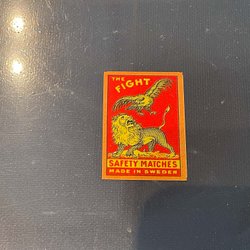 THE
FIGHT
SAFETY MATCHES
MADE IN SWEDEN